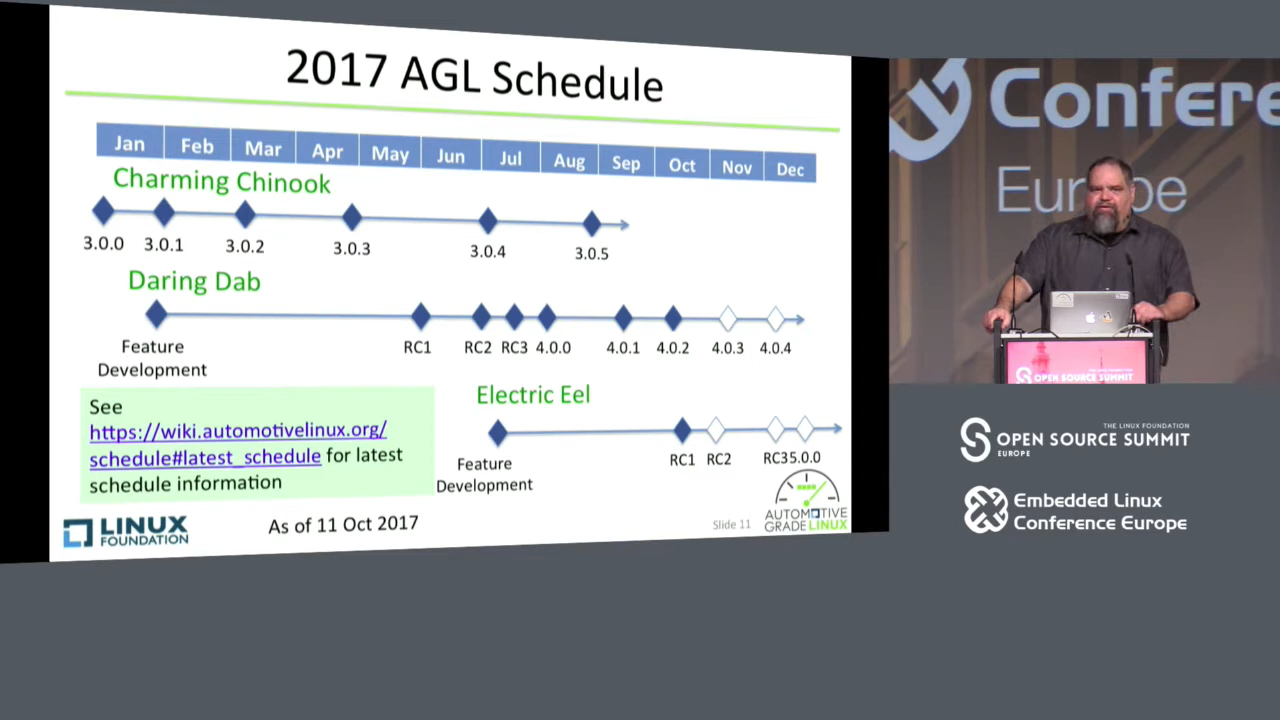 2017 AGL Schedule
Jan Feb Mar Apr May Jun Jul Aug Sep Oct Nov Dec
Charming Chinook
3.0.0 3.0.1 3.0.2 3.0.3 3.0.4 3.0.5
Daring Dab
Feature
Development
RC1 RC2 RC3 4.0.0 4.0.1 4.0.2 4.0.3 4.0.4
See
https://wiki.automotivelinux.org/
schedule#latest_schedule for latest
schedule information
Electric Eel
Feature
Development
RC1 RC2 RC35.0.0
THE LINUX FOUNDATION
LINUX
FOUNDATION
As of 11 Oct 2017
Slide 11
AUTOMOTIVE
GRADE LINUX
Confere
Europe
OPEN SOURCE SUMMIT
THE LINUX FOUNDATION
OPEN SOURCE SUMMIT
EUROPE
Embedded Linux
Conference Europe